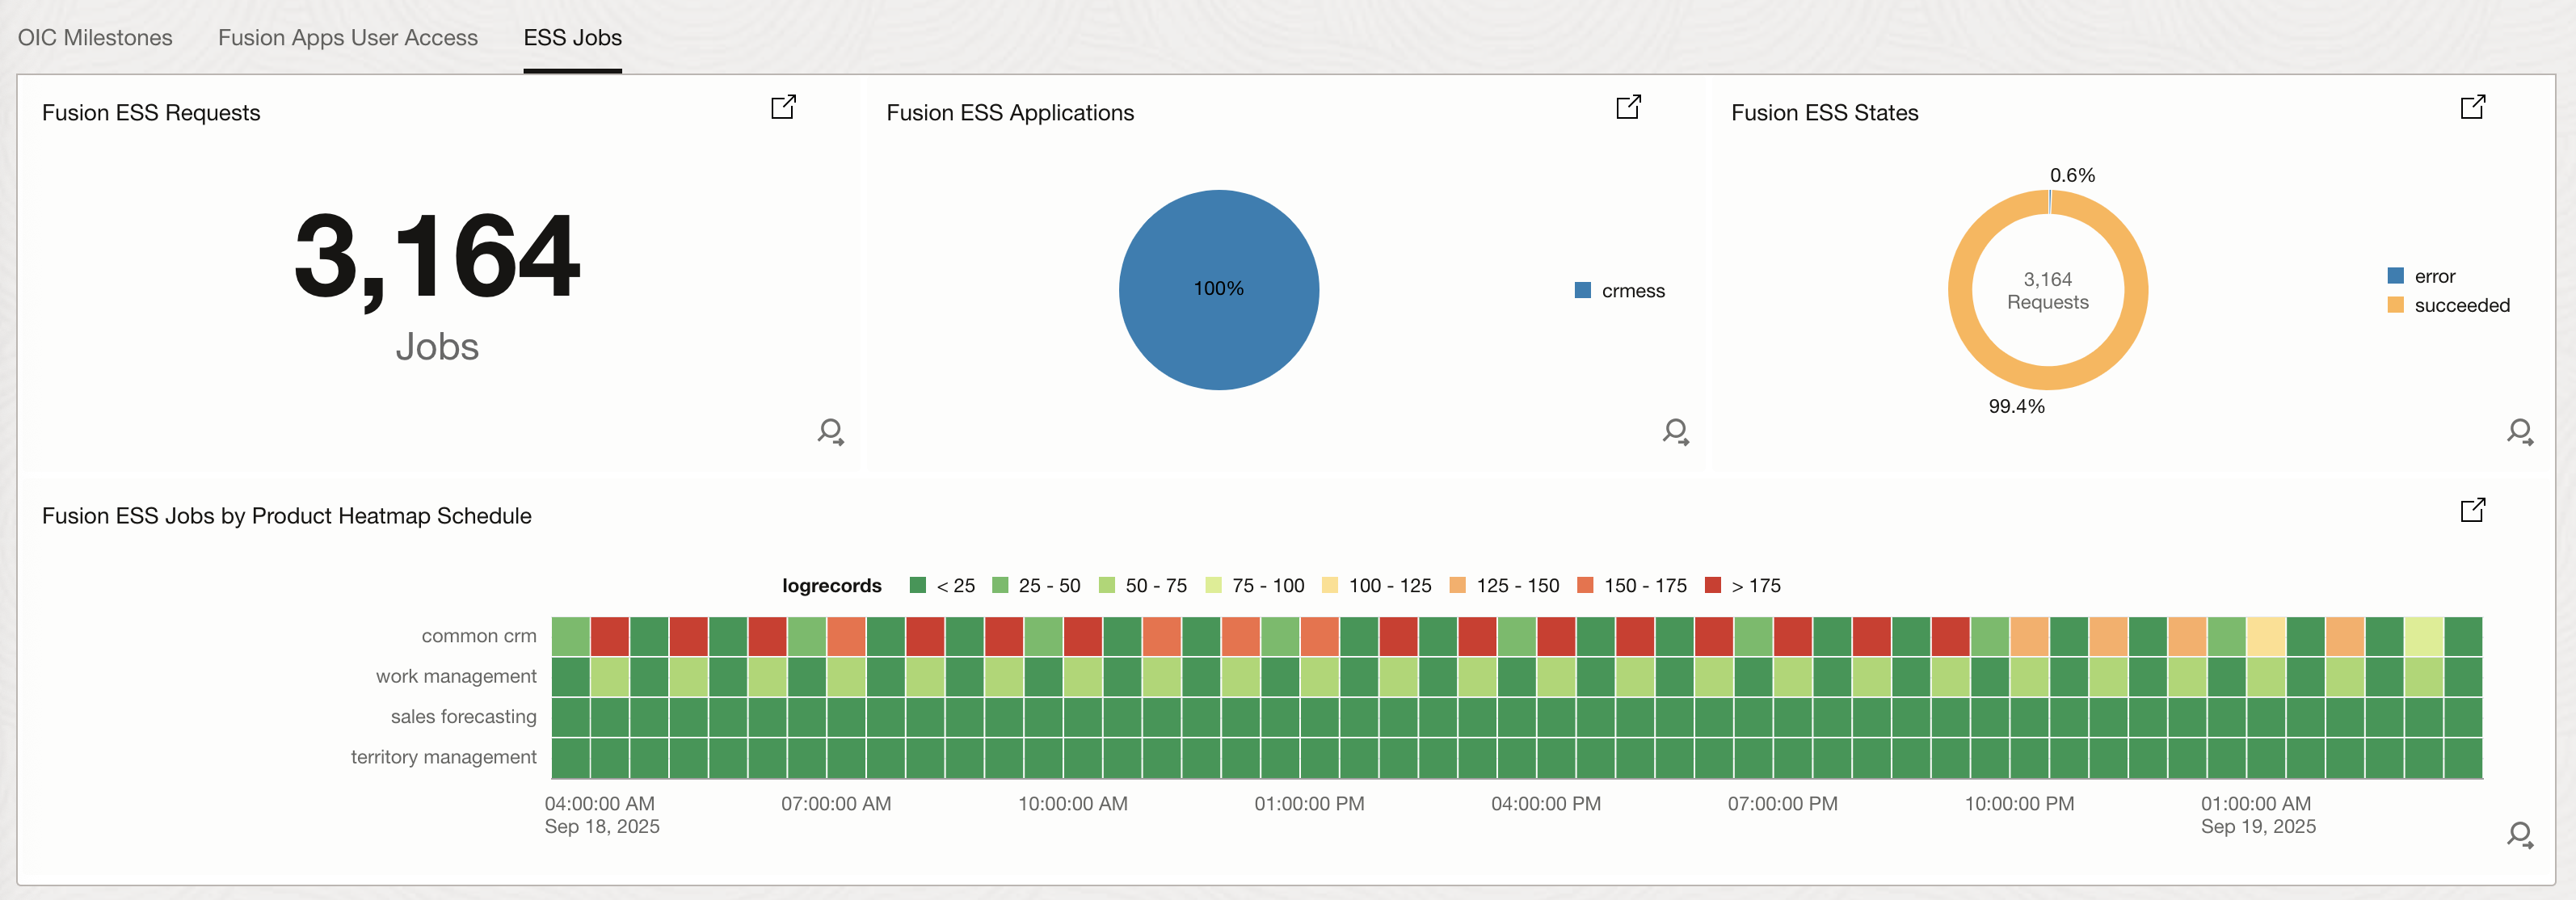 OIC Milestones Fusion Apps User Access ESS Jobs
Fusion ESS Requests
3,164
Jobs
Fusion ESS Applications
100%
crmess
Fusion ESS States
0.6%
3,164
Requests
99.4%
error
succeeded
Fusion ESS Jobs by Product Heatmap Schedule
logrecords < 25 25 - 50 50 - 75 75 - 100 100 - 125 125 - 150 150 - 175 > 175
common crm
work management
sales forecasting
territory management
04:00:00 AM 07:00:00 AM 10:00:00 AM 01:00:00 PM 04:00:00 PM 07:00:00 PM 10:00:00 PM 01:00:00 AM
Sep 18, 2025 Sep 19, 2025